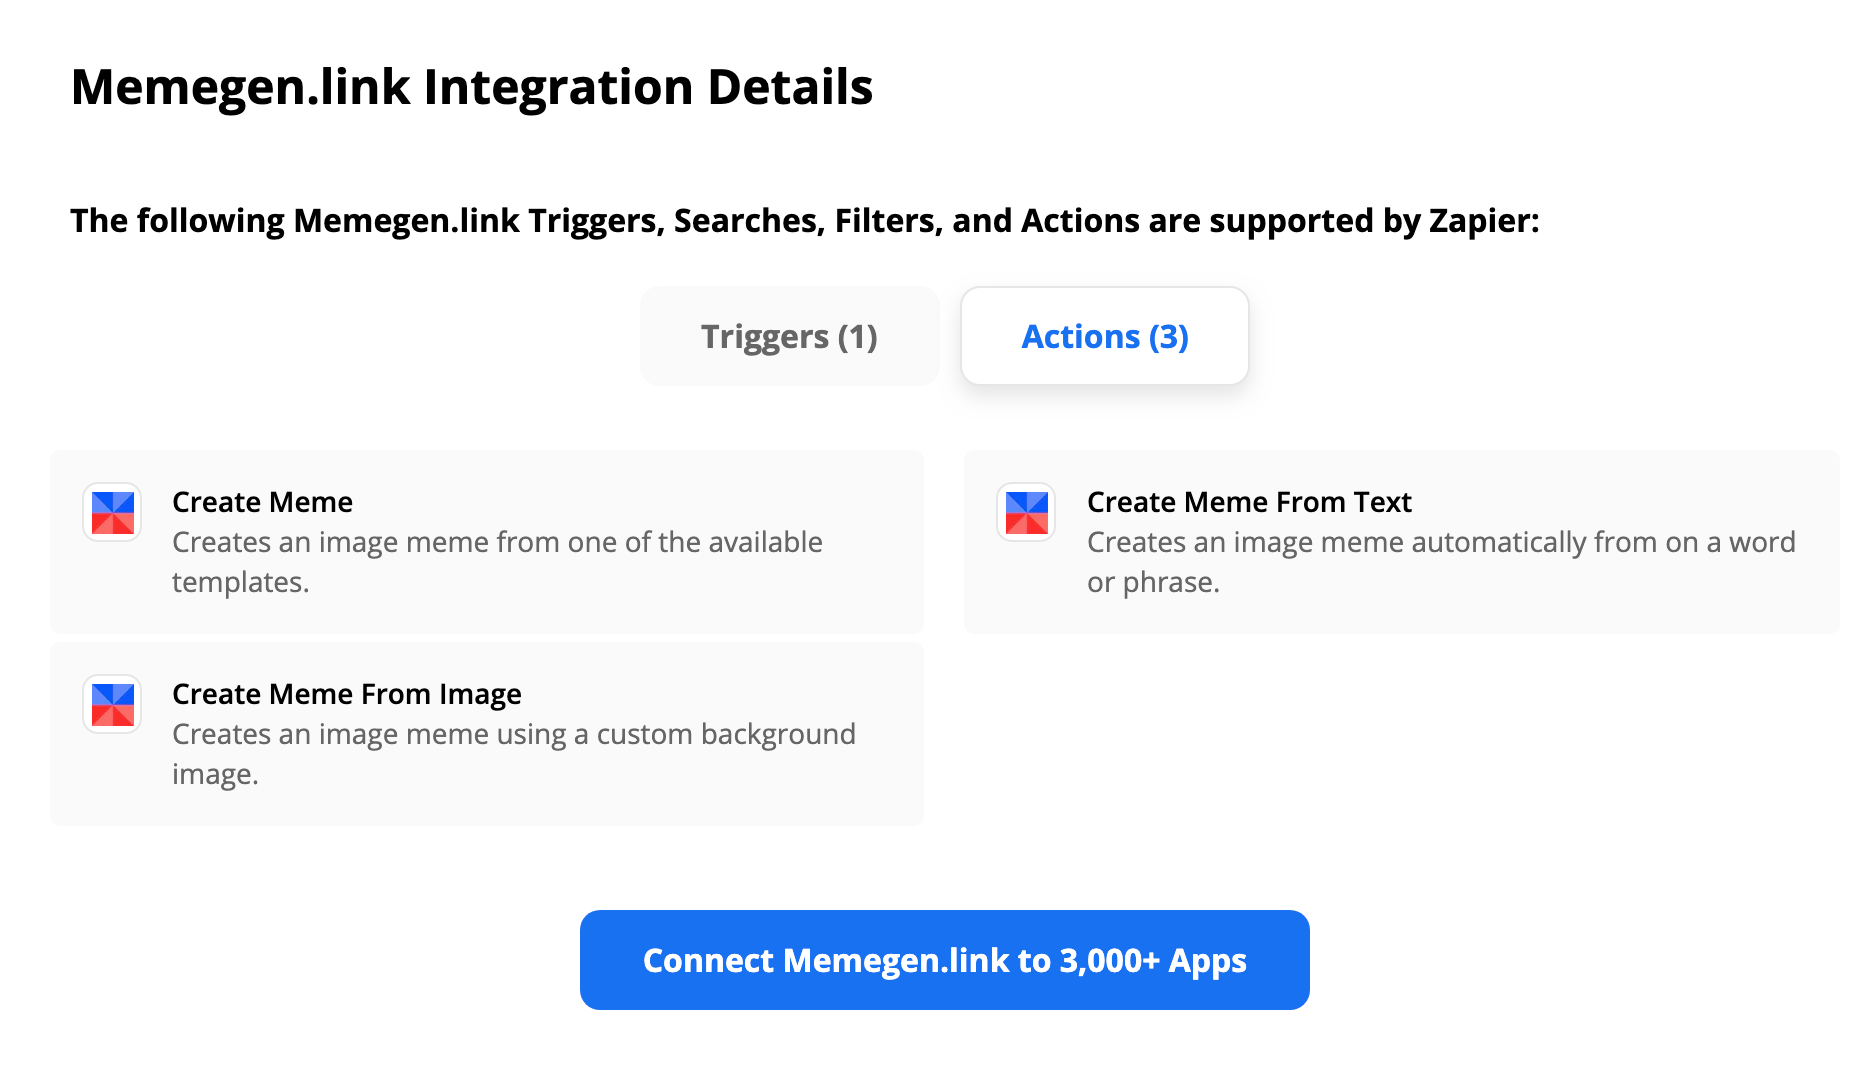 Memegen.link Integration Details
The following Memegen.link Triggers, Searches, Filters, and Actions are supported by Zapier:
Triggers (1)
Actions (3)
Create Meme
Creates an image meme from one of the available
templates.
Create Meme From Text
Creates an image meme automatically from on a word
or phrase.
Create Meme From Image
Creates an image meme using a custom background
image.
Connect Memegen.link to 3,000+ Apps